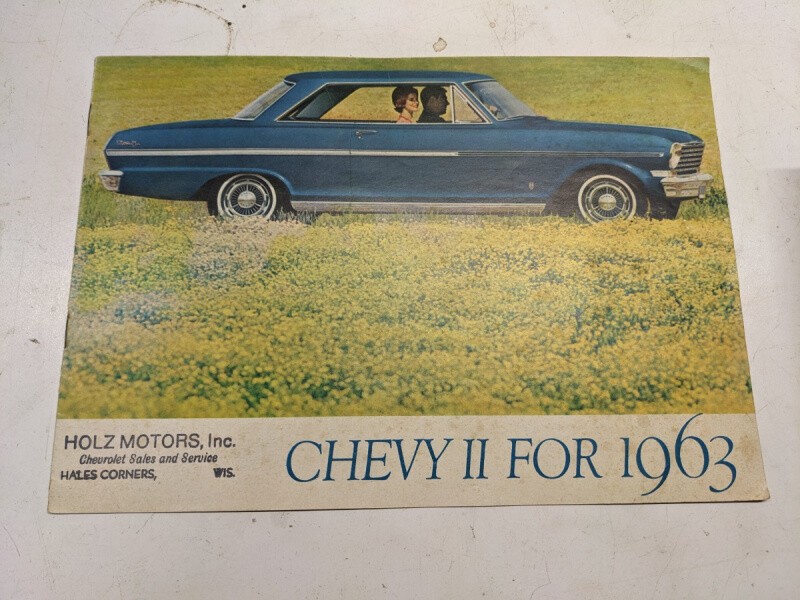 HOLZ MOTORS, Inc.
Chevrolet Sales and Service
HALES CORNERS, WIS.
CHEVY II FOR 1963